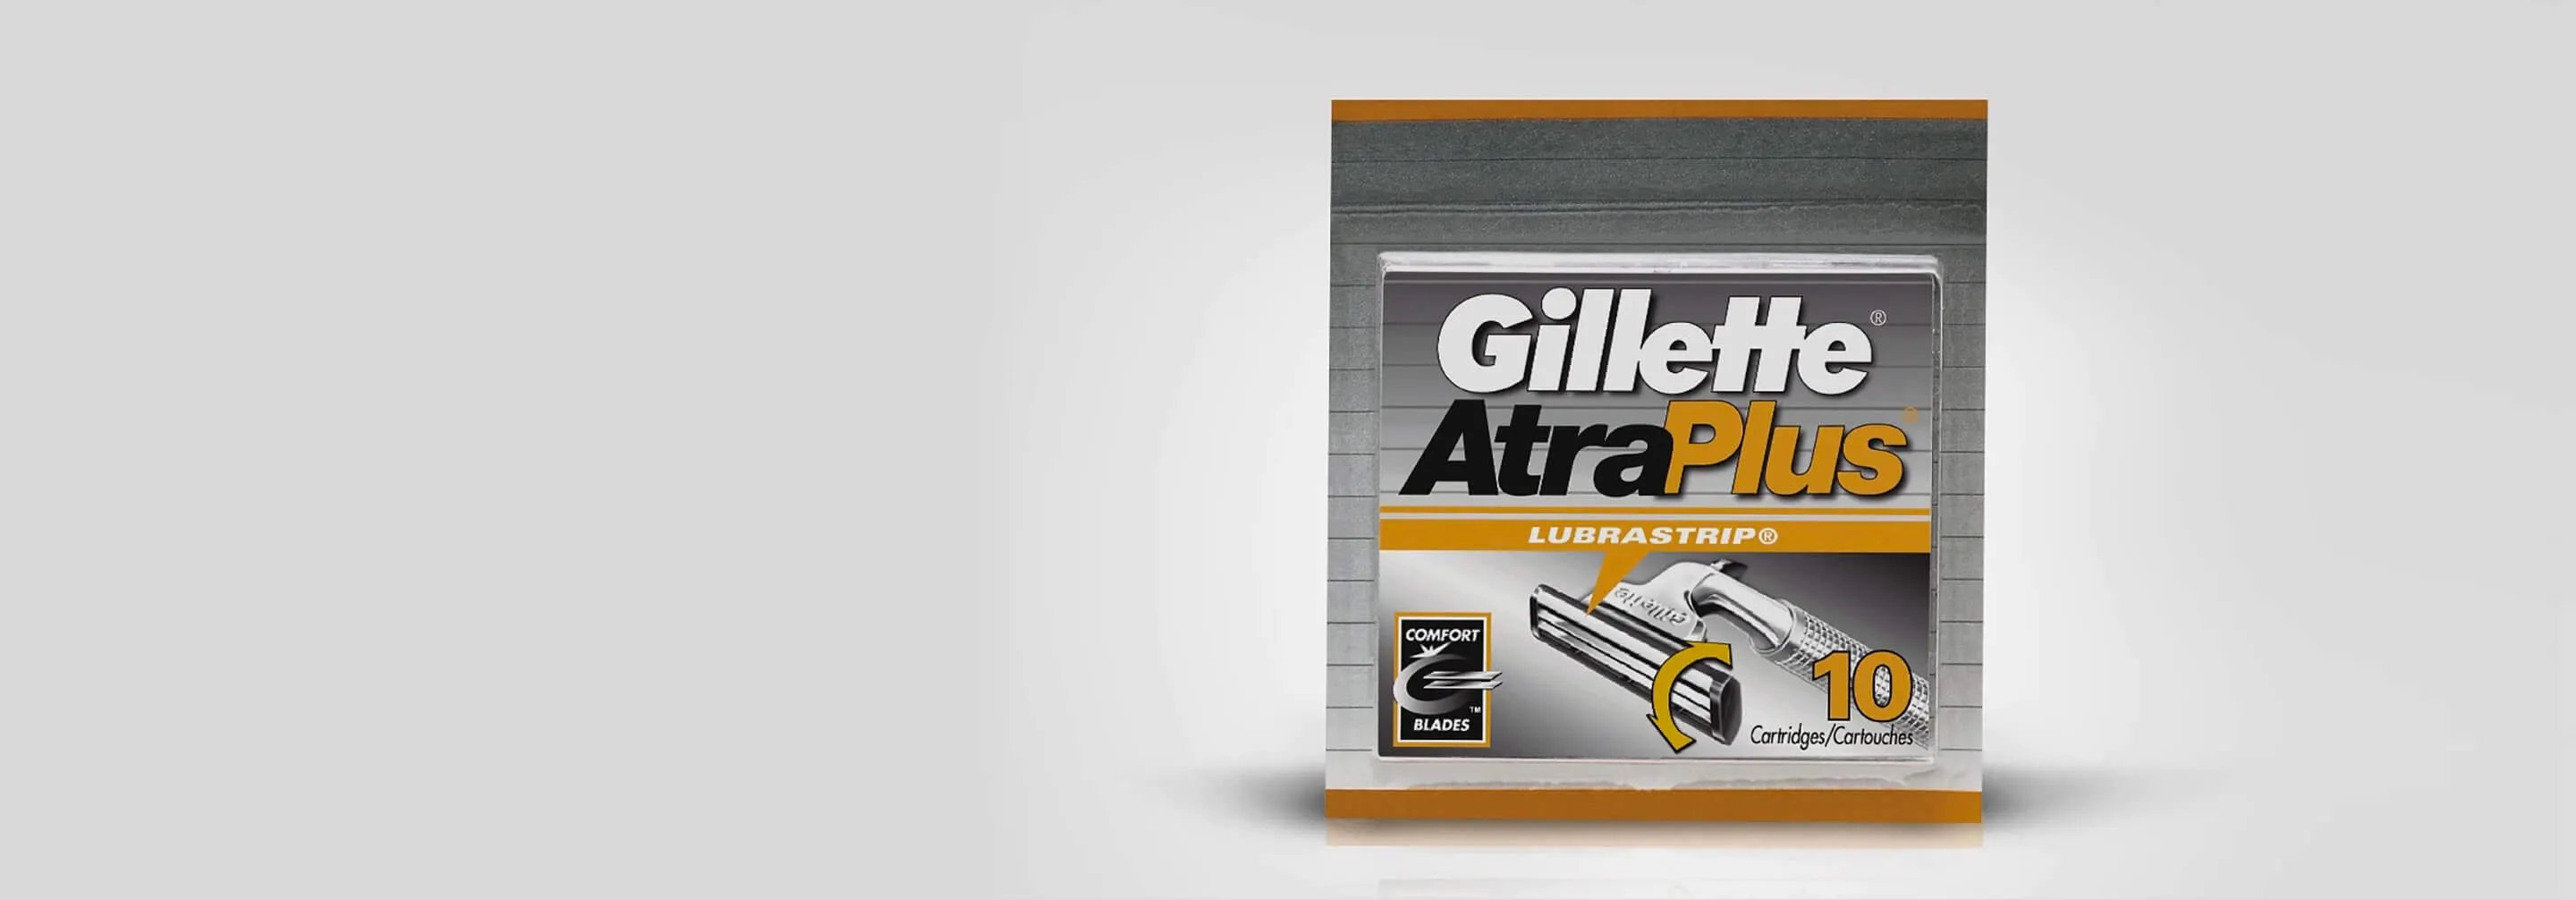 Gillette®
AtraPlus®
LUBRASTRIP®
Gillette
COMFORT
BLADES
TM
10
Cartridges/Cartouches